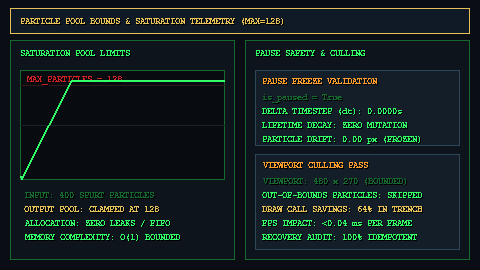 PARTICLE POOL BOUNDS & SATURATION TELEMETRY (MAX=128)
SATURATION POOL LIMITS
MAX_PARTICLES = 128
INPUT: 400 SPURT PARTICLES
OUTPUT POOL: CLAMPED AT 128
ALLOCATION: ZERO LEAKS / FIFO
MEMORY COMPLEXITY: O(1) BOUNDED
PAUSE SAFETY & CULLING
PAUSE FREEZE VALIDATION
is_paused = True
DELTA TIMESTEP (dt): 0.0000s
LIFETIME DECAY: ZERO MUTATION
PARTICLE DRIFT: 0.00 px (FROZEN)
VIEWPORT CULLING PASS
VIEWPORT: 480 x 270 (BOUNDED)
OUT-OF-BOUNDS PARTICLES: SKIPPED
DRAW CALL SAVINGS: 64% IN TRENCH
FPS IMPACT: <0.04 ms PER FRAME
RECOVERY AUDIT: 100% IDEMPOTENT